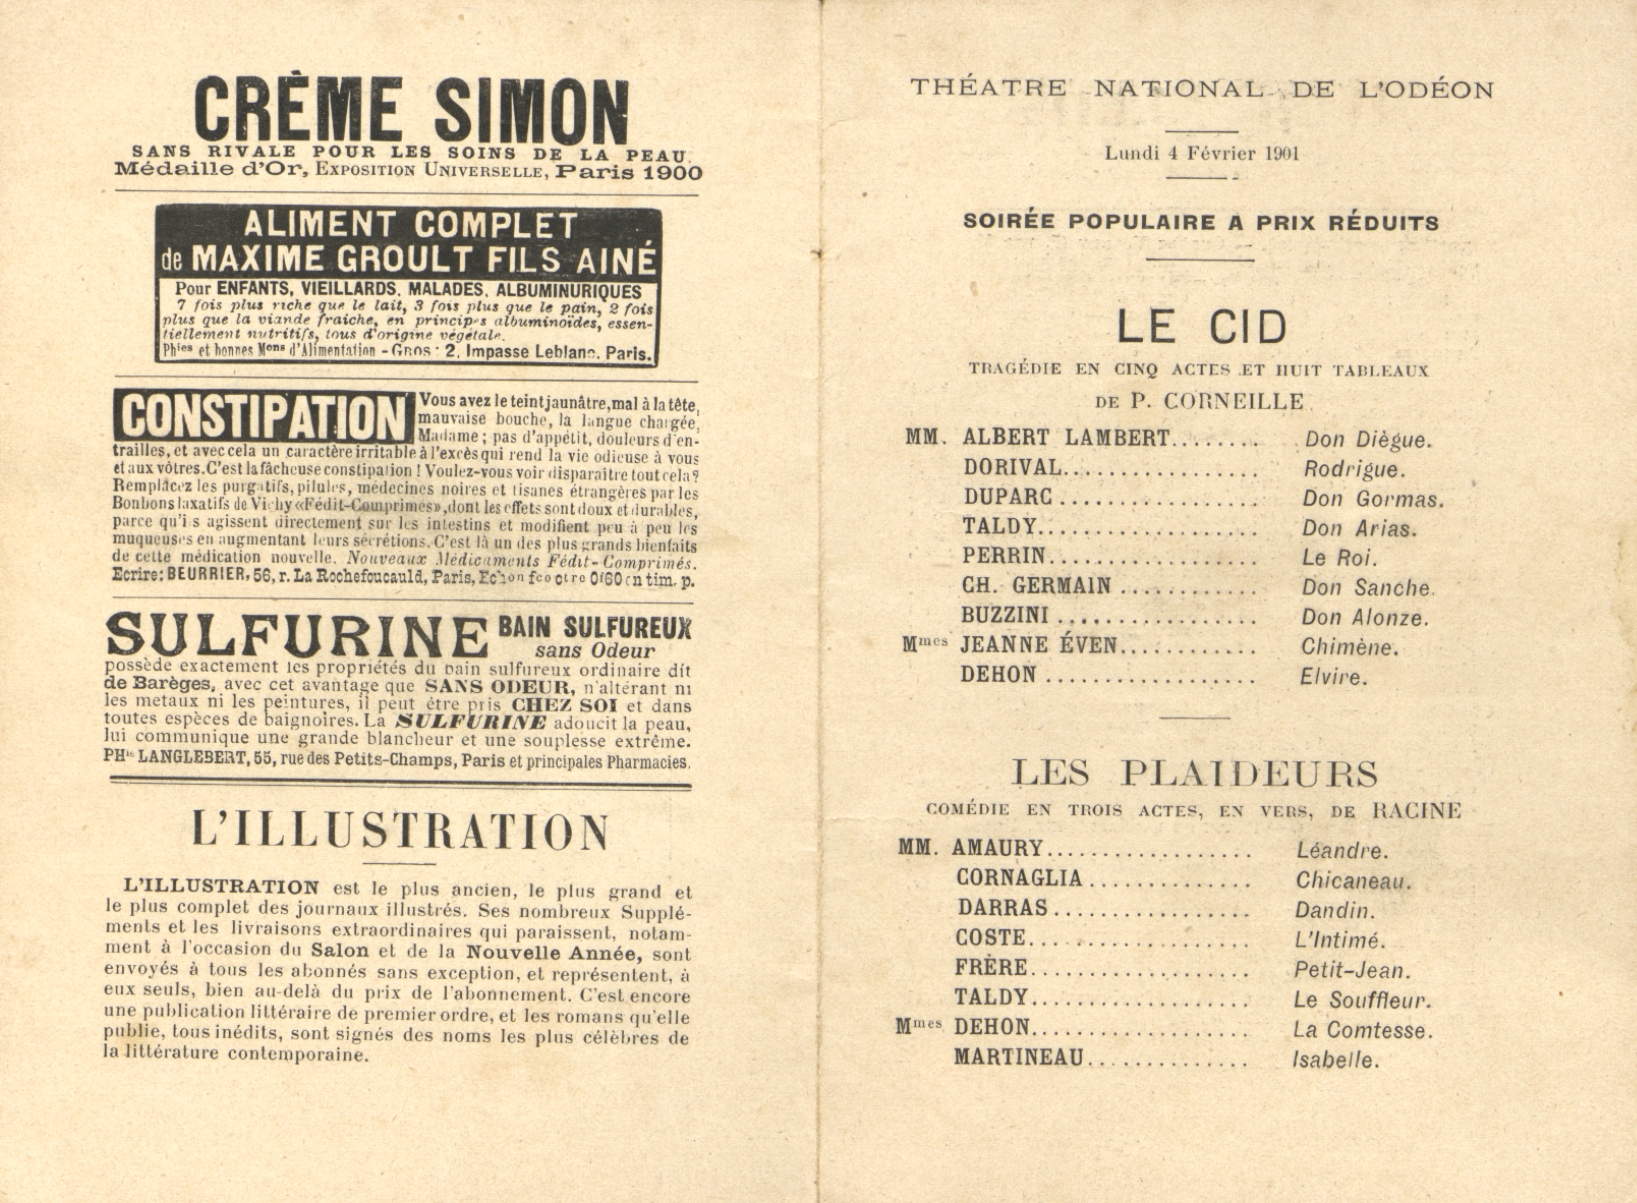 CRÈME SIMON
SANS RIVALE POUR LES SOINS DE LA PEAU.
Médaille d'Or, EXPOSITION UNIVERSELLE, Paris 1900
ALIMENT COMPLET
de MAXIME GROULT FILS AINÉ
Pour ENFANTS, VIEILLARDS, MALADES, ALBUMINURIQUES
7 fois plus riche que le lait, 3 fois plus que le pain, 2 fois
plus que la viande fraiche, en principes albuminoïdes, essen-
tiellement nutritifs, tous d'origine végétale.
Phies et bonnes Mons d'Alimentation - GROS : 2, Impasse Leblanc, Paris.
CONSTIPATION
Vous avez le teint jaunâtre, mal à la tête,
mauvaise bouche, la langue chargée,
Madame ; pas d'appétit, douleurs d'en-
trailles, et avec cela un caractère irritable à l'excès qui rend la vie odieuse à vous
et aux vôtres. C'est la fâcheuse constipation ! Voulez-vous voir disparaître tout cela ?
Remplacez les purgatifs, pilules, médecines noires et tisanes étrangères par les
Bonbons laxatifs de Vichy «Fédit-Comprimés», dont les effets sont doux et durables,
parce qu'i s agissent directement sur les intestins et modifient peu à peu les
muqueuses en augmentant leurs sécrétions. C'est là un des plus grands bienfaits
de cette médication nouvelle. Nouveaux Médicaments Fédit-Comprimés.
Ecrire: BEURRIER, 56, r. La Rochefoucauld, Paris, Echon fco ctre 0f60 en tim. p.
SULFURINE BAIN SULFUREUX
sans Odeur
possède exactement les propriétés du bain sulfureux ordinaire dit
de Barèges, avec cet avantage que SANS ODEUR, n'altérant ni
les metaux ni les peintures, il peut être pris CHEZ SOI et dans
toutes espèces de baignoires. La SULFURINE adoucit la peau,
lui communique une grande blancheur et une souplesse extrême.
PHie LANGLEBERT, 55, rue des Petits-Champs, Paris et principales Pharmacies.
L'ILLUSTRATION
L'ILLUSTRATION est le plus ancien, le plus grand et
le plus complet des journaux illustrés. Ses nombreux Supplé-
ments et les livraisons extraordinaires qui paraissent, notam-
ment à l'occasion du Salon et de la Nouvelle Année, sont
envoyés à tous les abonnés sans exception, et représentent, à
eux seuls, bien au-delà du prix de l'abonnement. C'est encore
une publication littéraire de premier ordre, et les romans qu'elle
publie, tous inédits, sont signés des noms les plus célèbres de
la littérature contemporaine.
THÉATRE NATIONAL DE L'ODÉON
Lundi 4 Février 1901
SOIRÉE POPULAIRE A PRIX RÉDUITS
LE CID
TRAGÉDIE EN CINQ ACTES ET HUIT TABLEAUX
DE P. CORNEILLE
MM. ALBERT LAMBERT........ Don Diègue.
DORIVAL.................. Rodrigue.
DUPARC .................. Don Gormas.
TALDY.................... Don Arias.
PERRIN................... Le Roi.
CH. GERMAIN ............ Don Sanche.
BUZZINI .................. Don Alonze.
Mmes JEANNE ÉVEN............ Chimène.
DEHON .................. Elvire.
LES PLAIDEURS
COMÉDIE EN TROIS ACTES, EN VERS, DE RACINE
MM. AMAURY.................. Léandre.
CORNAGLIA............... Chicaneau.
DARRAS.................. Dandin.
COSTE.................... L'Intimé.
FRÈRE.................... Petit-Jean.
TALDY.................... Le Souffleur.
Mmes DEHON.................... La Comtesse.
MARTINEAU............... Isabelle.